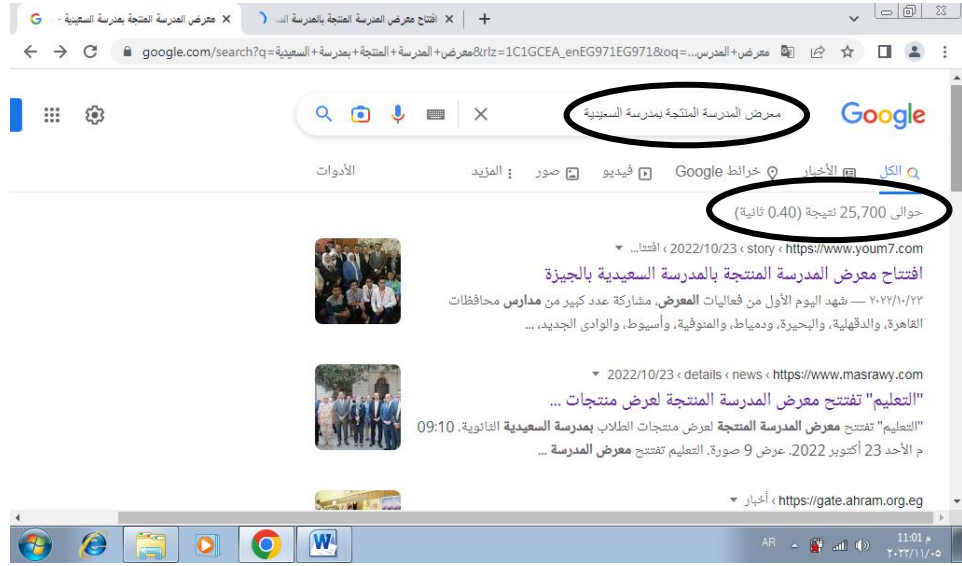 معرض المدرسة المنتجة بمدرسة السعيدية -
افتتاح معرض المدرسة المنتجة بالمدرسة الس
google.com/search?q=معرض+المدرسة+المنتجة+بمدرسة+السعيدية&rlz=1C1GCEA_enEG971EG971&oq=معرض+المدرس...
Google
معرض المدرسة المنتجة بمدرسة السعيدية
الكل الأخبار خرائط Google فيديو صور المزيد الأدوات
حوالى 25,700 نتيجة (0.40 ثانية)
https://www.youm7.com › story › 2022/10/23 › افتتا...
افتتاح معرض المدرسة المنتجة بالمدرسة السعيدية بالجيزة
٢٣‏/١٠‏/٢٠٢٢ — شهد اليوم الأول من فعاليات المعرض، مشاركة عدد كبير من مدارس محافظات
القاهرة، والدقهلية، والبحيرة، ودمياط، والمنوفية، وأسيوط، والوادى الجديد، ...
https://www.masrawy.com › news › details › 2022/10/23
"التعليم" تفتتح معرض المدرسة المنتجة لعرض منتجات ...
"التعليم" تفتتح معرض المدرسة المنتجة لعرض منتجات الطلاب بمدرسة السعيدية الثانوية. 09:10
م الأحد 23 أكتوبر 2022. عرض 9 صورة. التعليم تفتتح معرض المدرسة ...
https://gate.ahram.org.eg › أخبار
AR
11:01 م
٢٠٢٢/١١/٠٥